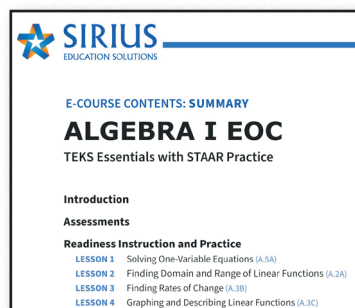 SIRIUS
EDUCATION SOLUTIONS
E-COURSE CONTENTS: SUMMARY
ALGEBRA I EOC
TEKS Essentials with STAAR Practice
Introduction
Assessments
Readiness Instruction and Practice
LESSON 1 Solving One-Variable Equations (A.5A)
LESSON 2 Finding Domain and Range of Linear Functions (A.2A)
LESSON 3 Finding Rates of Change (A.3B)
LESSON 4 Graphing and Describing Linear Functions (A.3C)